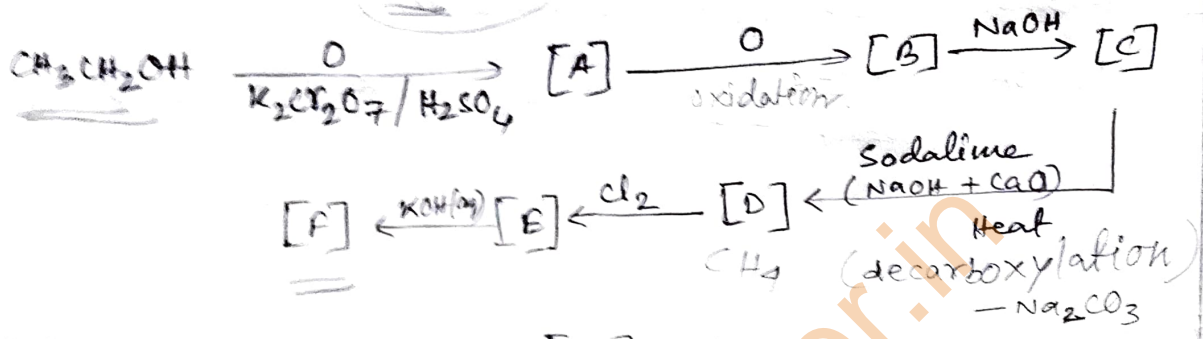 CH₃CH₂OH —O / K₂Cr₂O₇/H₂SO₄→ [A] —O / oxidation→ [B] —NaOH→ [C]
Sodalime
(NaOH + CaO)
[F] ←KOH(aq)— [E] ←Cl₂— [D] ←
Heat
CH₄ (decarboxylation)
— Na₂CO₃